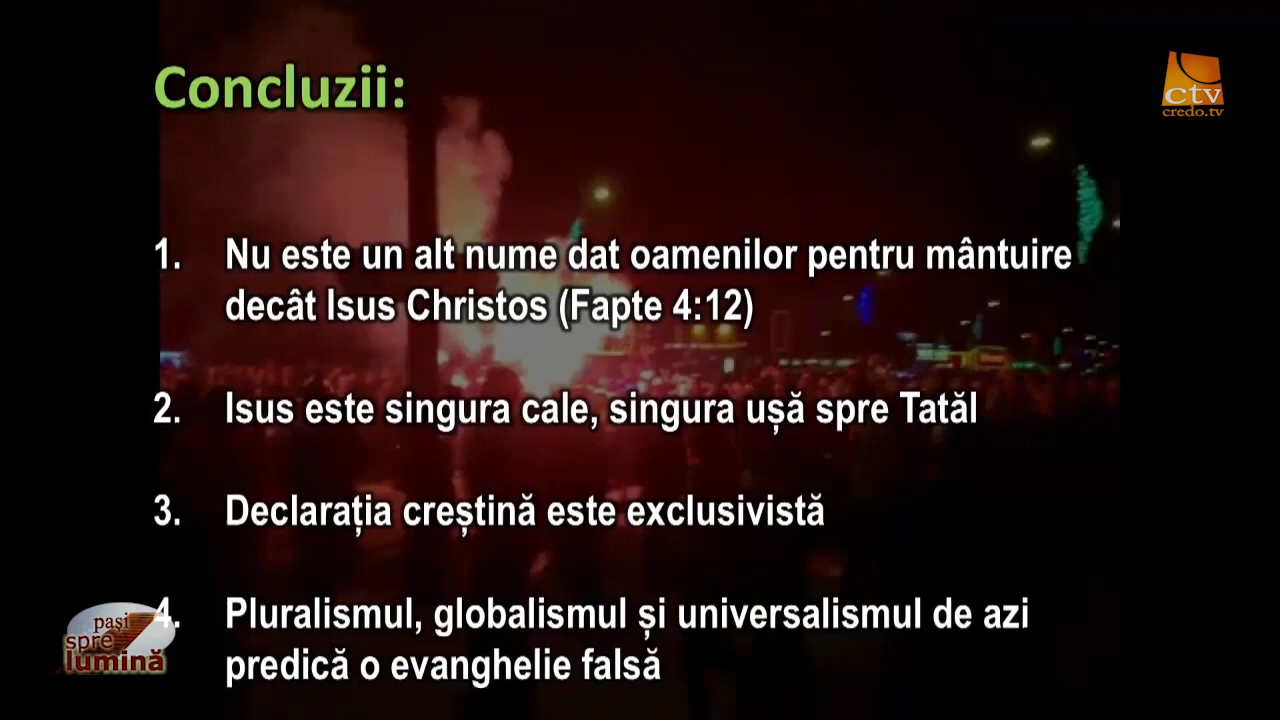 Concluzii:
ctv
credo.tv
1. Nu este un alt nume dat oamenilor pentru mântuire
decât Isus Christos (Fapte 4:12)
2. Isus este singura cale, singura ușă spre Tatăl
3. Declarația creștină este exclusivistă
4. Pluralismul, globalismul și universalismul de azi
predică o evanghelie falsă
pași
spre
lumină